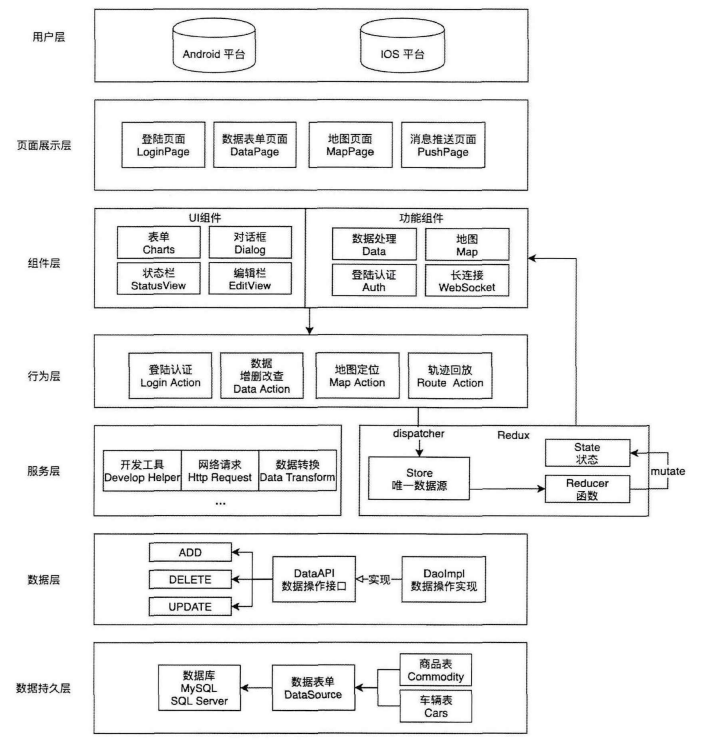 用户层
Android 平台
IOS 平台
页面展示层
登陆页面
LoginPage
数据表单页面
DataPage
地图页面
MapPage
消息推送页面
PushPage
组件层
UI组件
表单
Charts
对话框
Dialog
状态栏
StatusView
编辑栏
EditView
功能组件
数据处理
Data
地图
Map
登陆认证
Auth
长连接
WebSocket
行为层
登陆认证
Login Action
数据
增删改查
Data Action
地图定位
Map Action
轨迹回放
Route Action
服务层
开发工具
Develop Helper
网络请求
Http Request
数据转换
Data Transform
...
dispatcher
Redux
Store
唯一数据源
State
状态
Reducer
函数
mutate
数据层
ADD
DELETE
UPDATE
DataAPI
数据操作接口
实现
DaoImpl
数据操作实现
数据持久层
数据库
MySQL
SQL Server
数据表单
DataSource
商品表
Commodity
车辆表
Cars